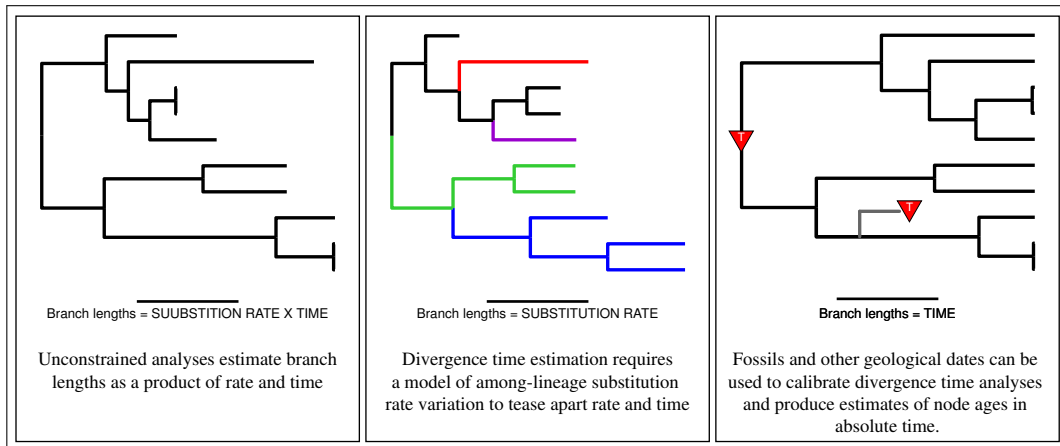 Branch lengths = SUUBSTITION RATE X TIME
Unconstrained analyses estimate branch
lengths as a product of rate and time
Branch lengths = SUBSTITUTION RATE
Divergence time estimation requires
a model of among-lineage substitution
rate variation to tease apart rate and time
T
T
Branch lengths = TIME
Fossils and other geological dates can be
used to calibrate divergence time analyses
and produce estimates of node ages in
absolute time.